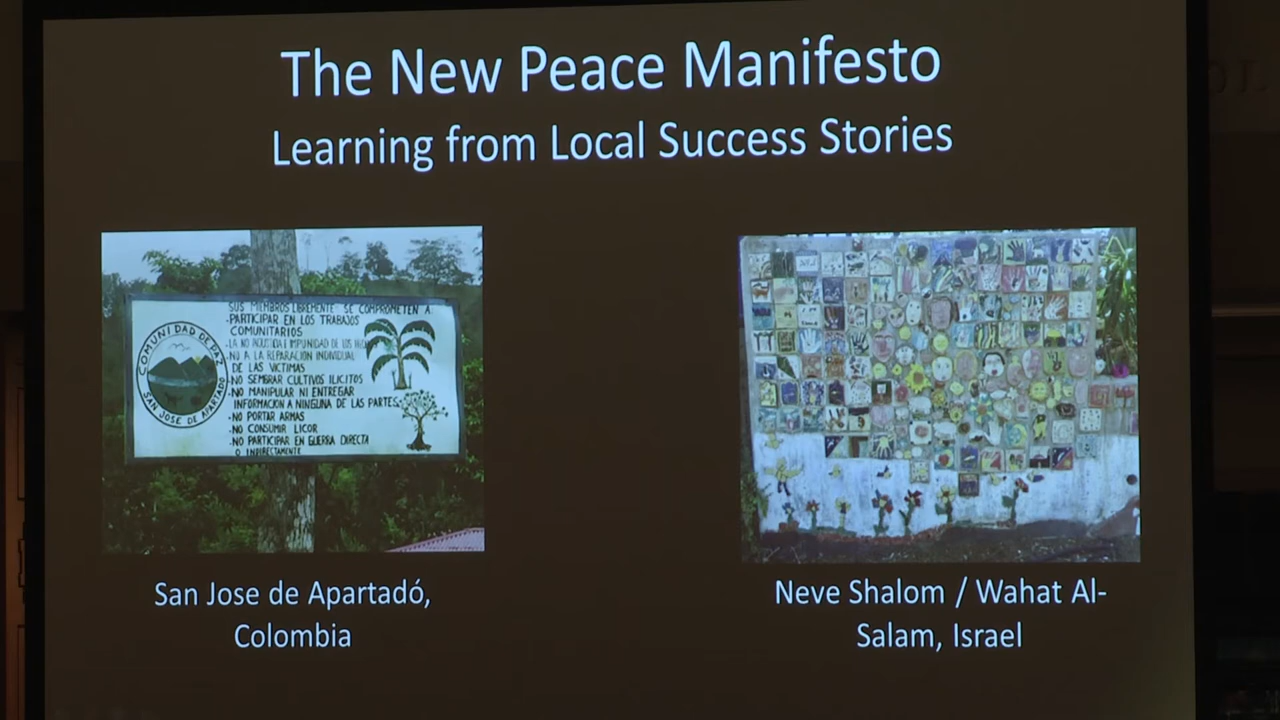 The New Peace Manifesto
Learning from Local Success Stories
COMUNIDAD DE PAZ
SAN JOSE DE APARTADO
SUS MIEMBROS LIBREMENTE SE COMPROMETEN A:
-PARTICIPAR EN LOS TRABAJOS
COMUNITARIOS
-LA NO INJUSTICIA E IMPUNIDAD DE LOS
-NO A LA REPARACIÓN INDIVIDUAL
DE LAS VICTIMAS
-NO SEMBRAR CULTIVOS ILICITOS
-NO MANIPULAR NI ENTREGAR
INFORMACION A NINGUNA DE LAS PARTES
-NO PORTAR ARMAS
-NO CONSUMIR LICOR
-NO PARTICIPAR EN GUERRA DIRECTA
O INDIRECTAMENTE
San Jose de Apartadó,
Colombia
Neve Shalom / Wahat Al-
Salam, Israel